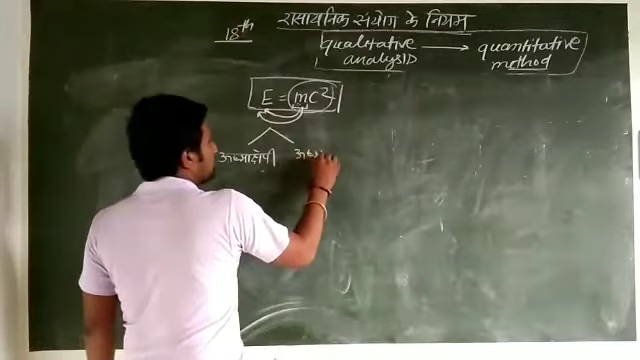 रासायनिक संयोग के नियम
18th
qualitative → quantitative
analysis method
E = mc²
ऊष्माक्षेपी